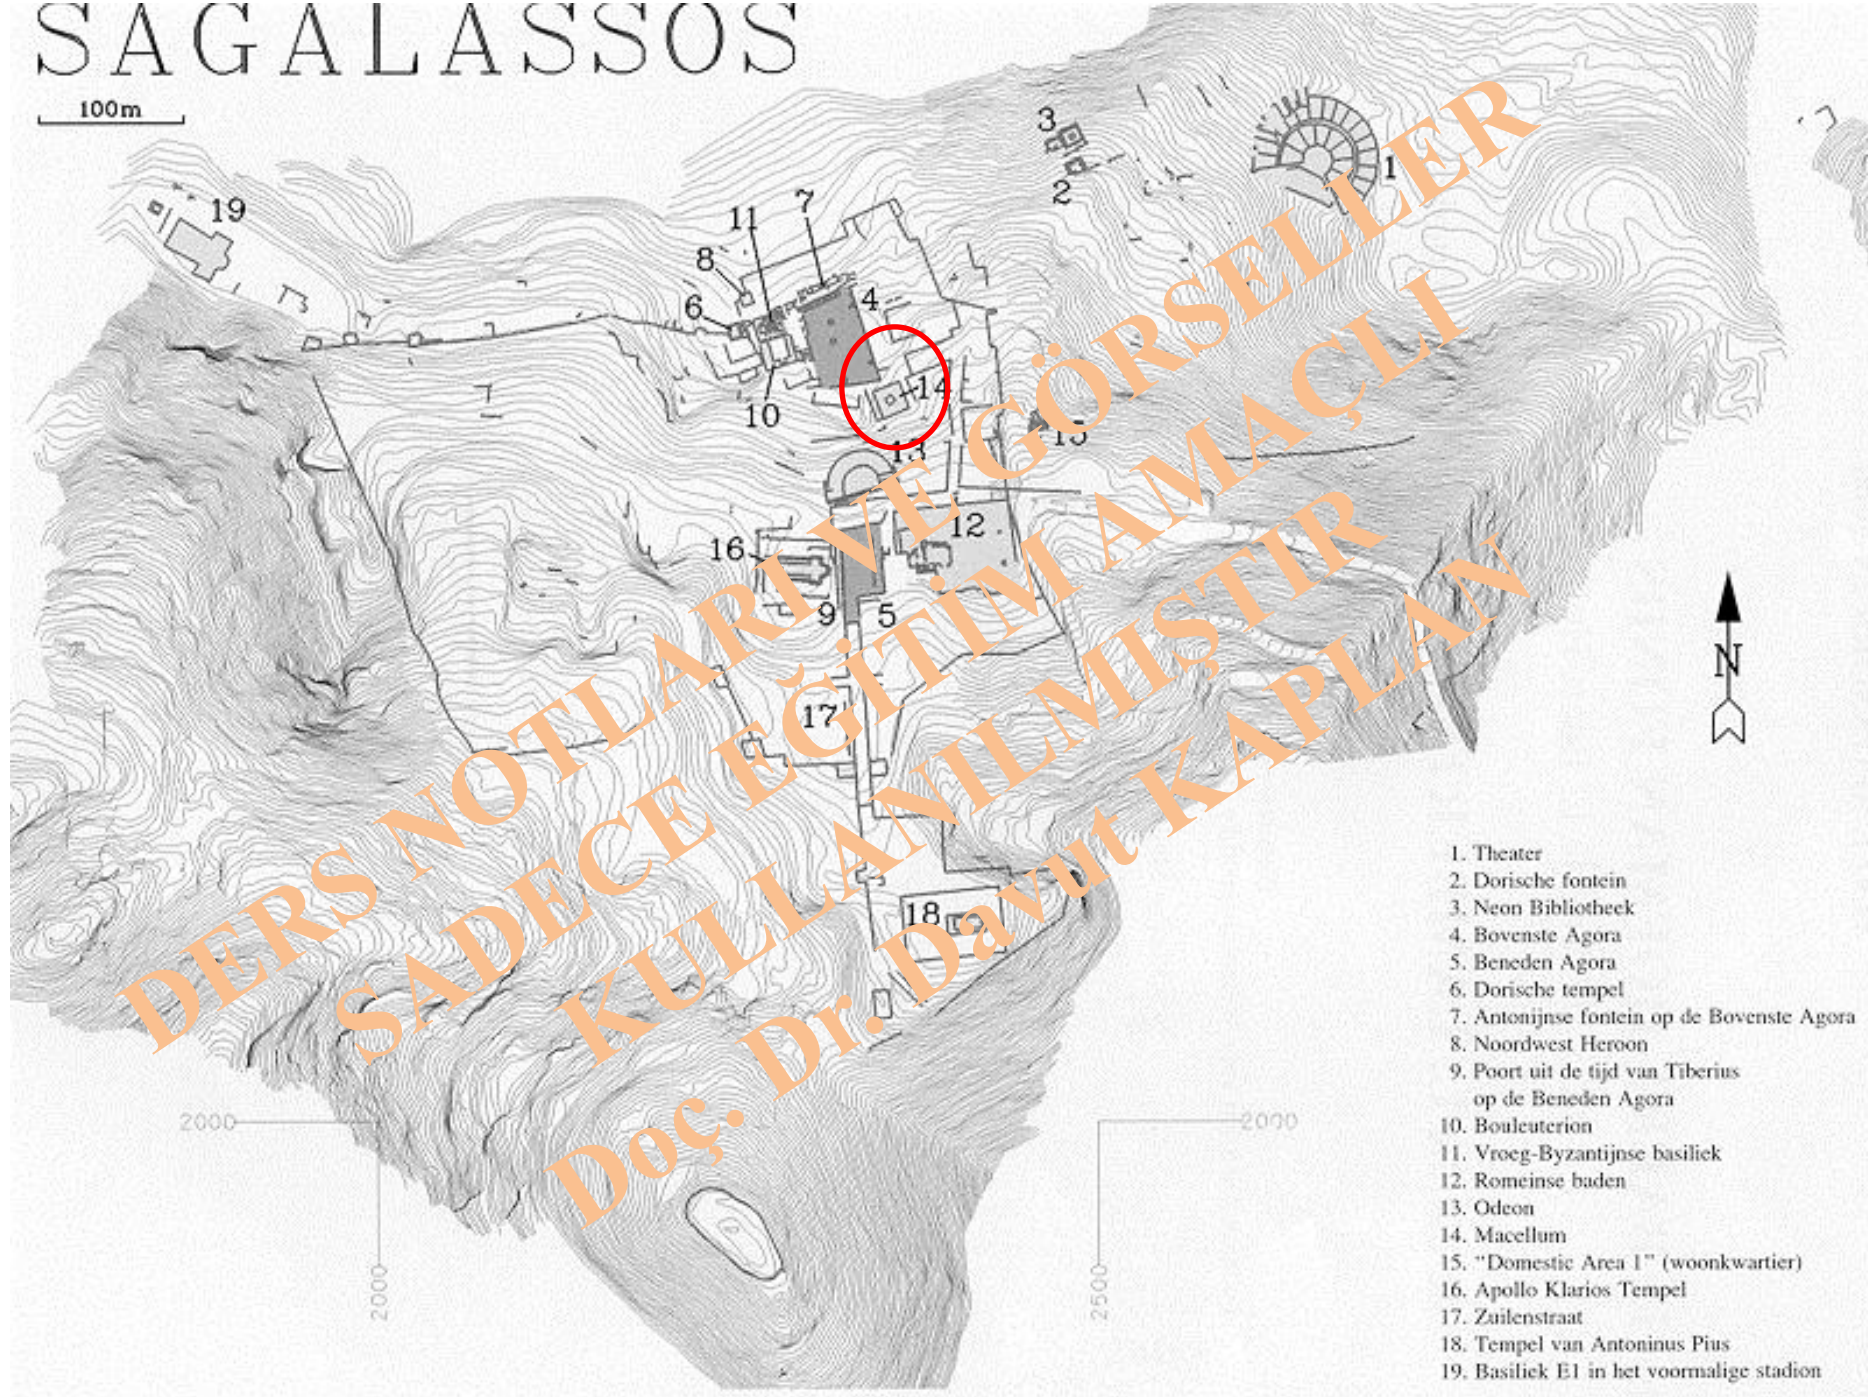 SAGALASSOS
100m
3
1
2
19
7
11
8
4
6
14
10
15
13
12
16
9
5
N
17
18
2000
2000
2000
2500
DERS NOTLARI VE GÖRSELLER
SADECE EĞİTİM AMAÇLI
KULLANILMIŞTIR
Doç. Dr. Davut KAPLAN
1. Theater
2. Dorische fontein
3. Neon Bibliotheek
4. Bovenste Agora
5. Beneden Agora
6. Dorische tempel
7. Antonijnse fontein op de Bovenste Agora
8. Noordwest Heroon
9. Poort uit de tijd van Tiberius
op de Beneden Agora
10. Bouleuterion
11. Vroeg-Byzantijnse basiliek
12. Romeinse baden
13. Odeon
14. Macellum
15. “Domestic Area 1” (woonkwartier)
16. Apollo Klarios Tempel
17. Zuilenstraat
18. Tempel van Antoninus Pius
19. Basiliek E1 in het voormalige stadion